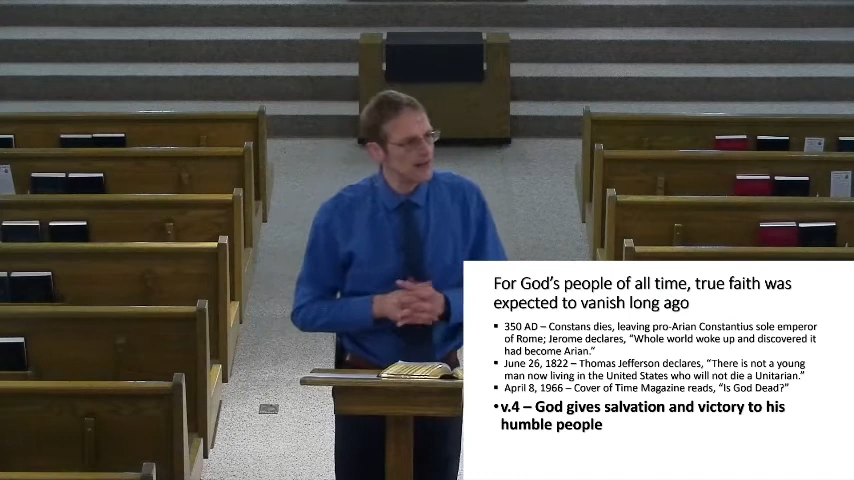 For God's people of all time, true faith was
expected to vanish long ago
▪ 350 AD – Constans dies, leaving pro-Arian Constantius sole emperor
of Rome; Jerome declares, "Whole world woke up and discovered it
had become Arian."
▪ June 26, 1822 – Thomas Jefferson declares, "There is not a young
man now living in the United States who will not die a Unitarian."
▪ April 8, 1966 – Cover of Time Magazine reads, "Is God Dead?"
•v.4 – God gives salvation and victory to his
humble people